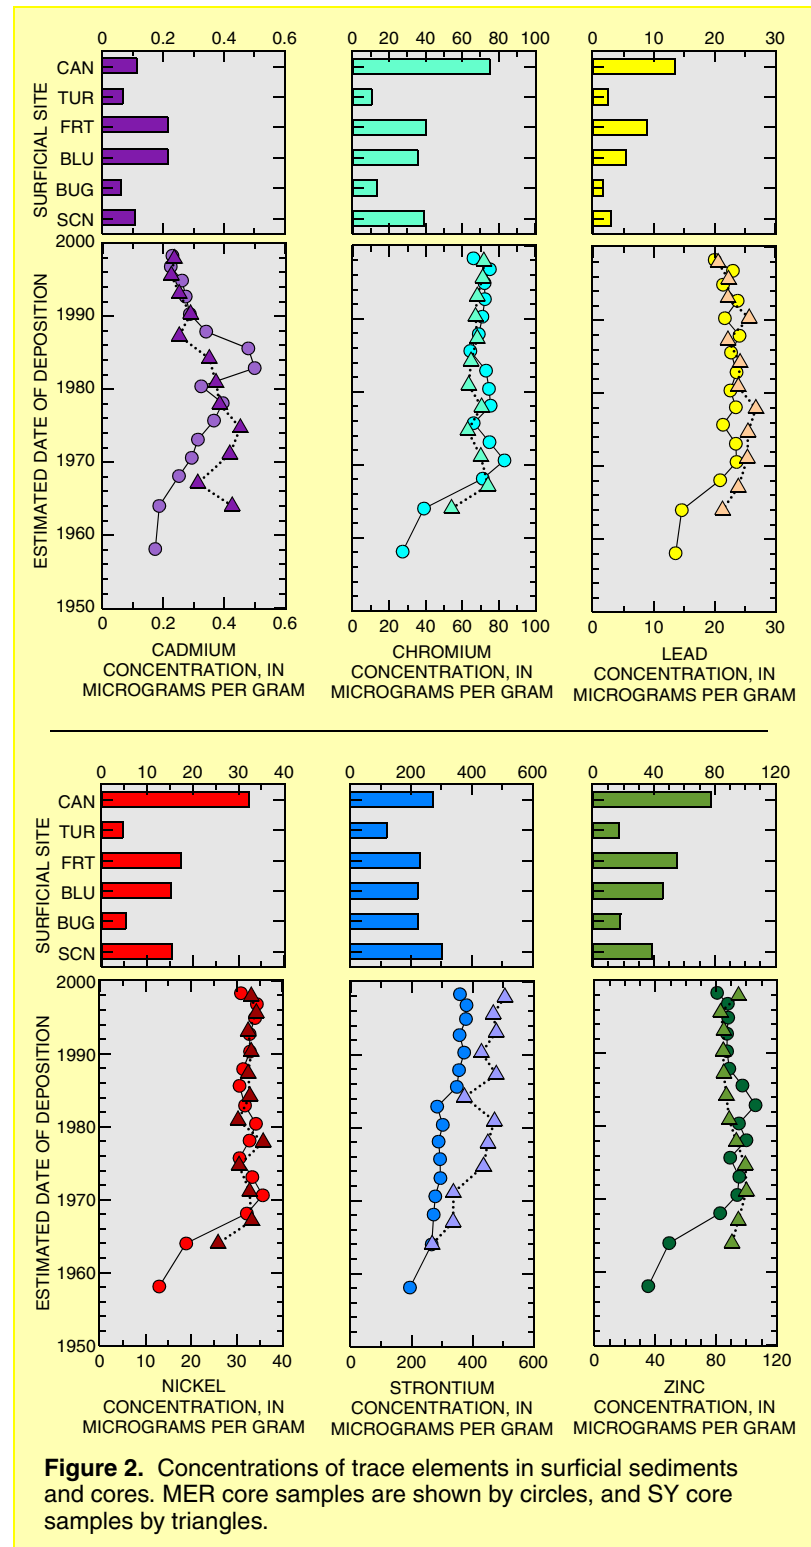 0 0.2 0.4 0.6
0 20 40 60 80 100
0 10 20 30
SURFICIAL SITE
CAN
TUR
FRT
BLU
BUG
SCN
ESTIMATED DATE OF DEPOSITION
2000
1990
1980
1970
1960
1950
0 0.2 0.4 0.6
0 20 40 60 80 100
0 10 20 30
CADMIUM
CONCENTRATION, IN
MICROGRAMS PER GRAM
CHROMIUM
CONCENTRATION, IN
MICROGRAMS PER GRAM
LEAD
CONCENTRATION, IN
MICROGRAMS PER GRAM
0 10 20 30 40
0 200 400 600
0 40 80 120
SURFICIAL SITE
CAN
TUR
FRT
BLU
BUG
SCN
ESTIMATED DATE OF DEPOSITION
2000
1990
1980
1970
1960
1950
0 10 20 30 40
0 200 400 600
0 40 80 120
NICKEL
CONCENTRATION, IN
MICROGRAMS PER GRAM
STRONTIUM
CONCENTRATION, IN
MICROGRAMS PER GRAM
ZINC
CONCENTRATION, IN
MICROGRAMS PER GRAM
Figure 2. Concentrations of trace elements in surficial sediments
and cores. MER core samples are shown by circles, and SY core
samples by triangles.